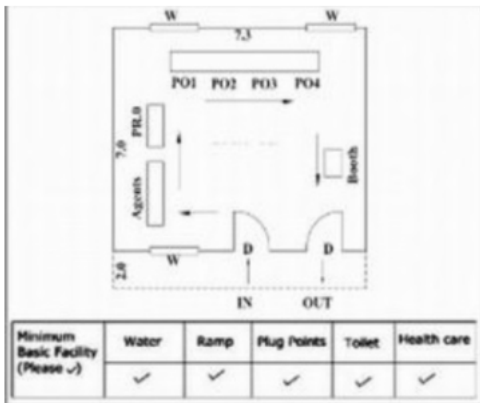 W W
7,3
PO1 PO2 PO3 PO4
PR.0
7,0
Booth
Agents
D D
W
2,0
IN OUT
Minimum Basic Facility (Please ✓) Water Ramp Plug Points Toilet Health care
✓ ✓ ✓ ✓ ✓